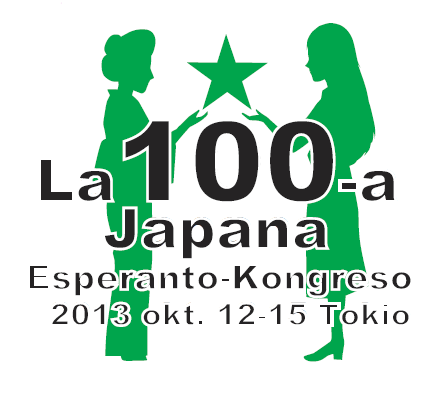 La 100-a
Japana
Esperanto-Kongreso
2013 okt. 12-15 Tokio